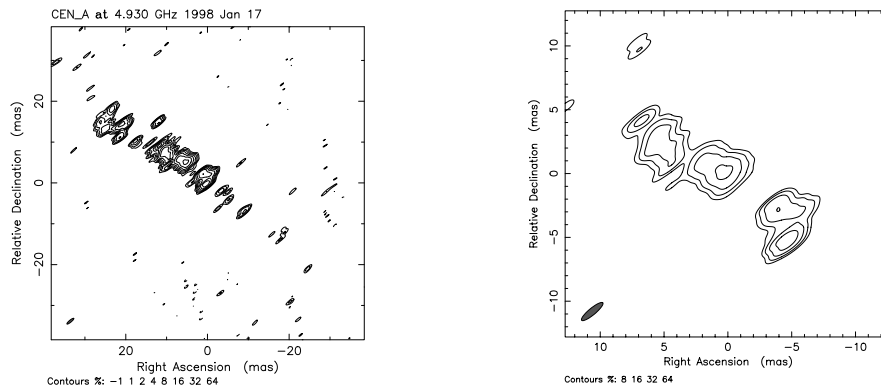 CEN_A at 4.930 GHz 1998 Jan 17
Relative Declination (mas)
20
0
−20
20
0
−20
Right Ascension (mas)
Contours %: −1 1 2 4 8 16 32 64
Relative Declination (mas)
10
5
0
−5
−10
10
5
0
−5
−10
Right Ascension (mas)
Contours %: 8 16 32 64